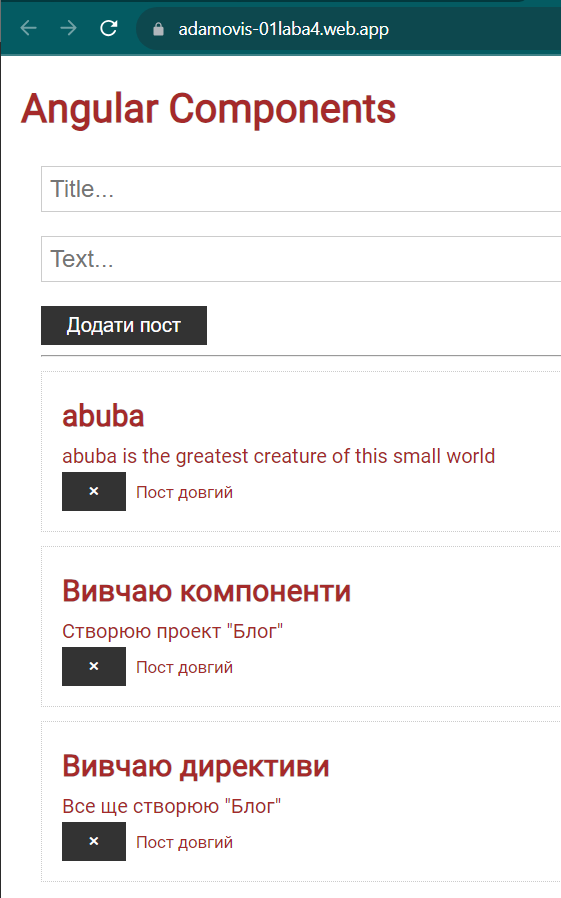 adamovis-01laba4.web.app
Angular Components
Title...
Text...
Додати пост
abuba
abuba is the greatest creature of this small world
× Пост довгий
Вивчаю компоненти
Створюю проект "Блог"
× Пост довгий
Вивчаю директиви
Все ще створюю "Блог"
× Пост довгий